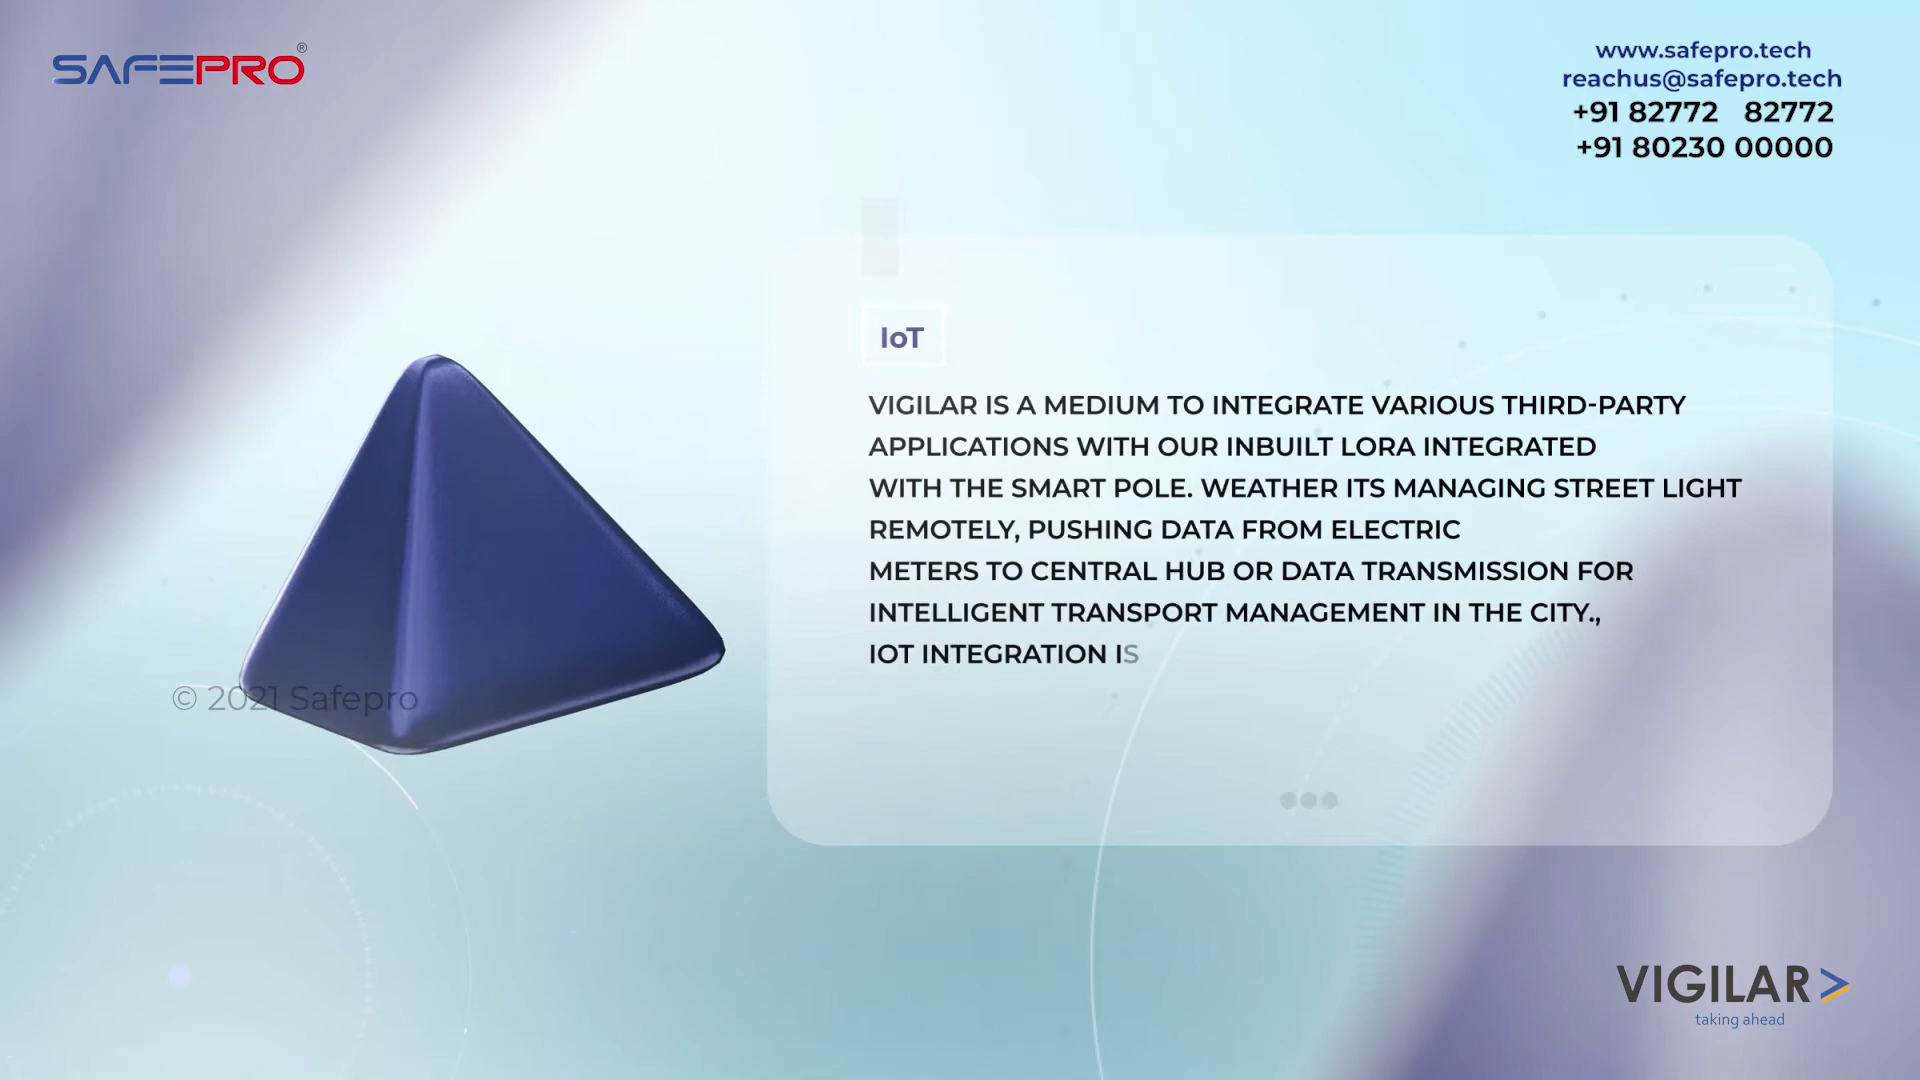 SAFEPRO®
www.safepro.tech
reachus@safepro.tech
+91 82772 82772
+91 80230 00000
IoT
VIGILAR IS A MEDIUM TO INTEGRATE VARIOUS THIRD-PARTY
APPLICATIONS WITH OUR INBUILT LORA INTEGRATED
WITH THE SMART POLE. WEATHER ITS MANAGING STREET LIGHT
REMOTELY, PUSHING DATA FROM ELECTRIC
METERS TO CENTRAL HUB OR DATA TRANSMISSION FOR
INTELLIGENT TRANSPORT MANAGEMENT IN THE CITY.,
IOT INTEGRATION IS
© 2021 Safepro
VIGILAR
taking ahead